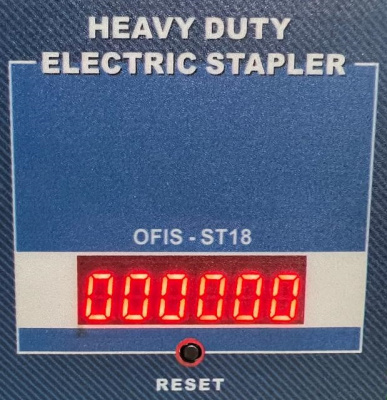 HEAVY DUTY
ELECTRIC STAPLER
OFIS - ST18
000000
RESET